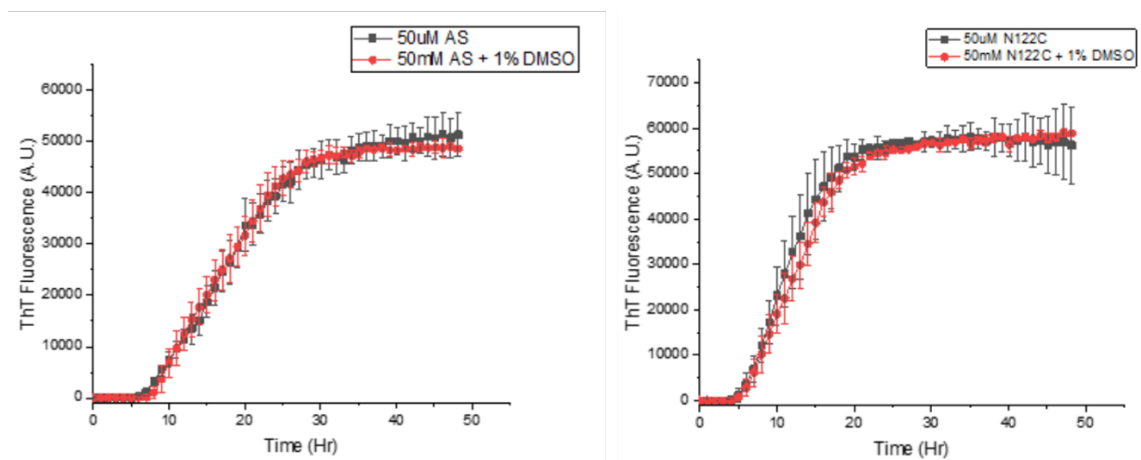 50uM AS
50mM AS + 1% DMSO
ThT Fluorescence (A.U.)
60000
50000
40000
30000
20000
10000
0
0 10 20 30 40 50
Time (Hr)
50uM N122C
50mM N122C + 1% DMSO
ThT Fluorescence (A.U.)
70000
60000
50000
40000
30000
20000
10000
0
0 10 20 30 40 50
Time (Hr)